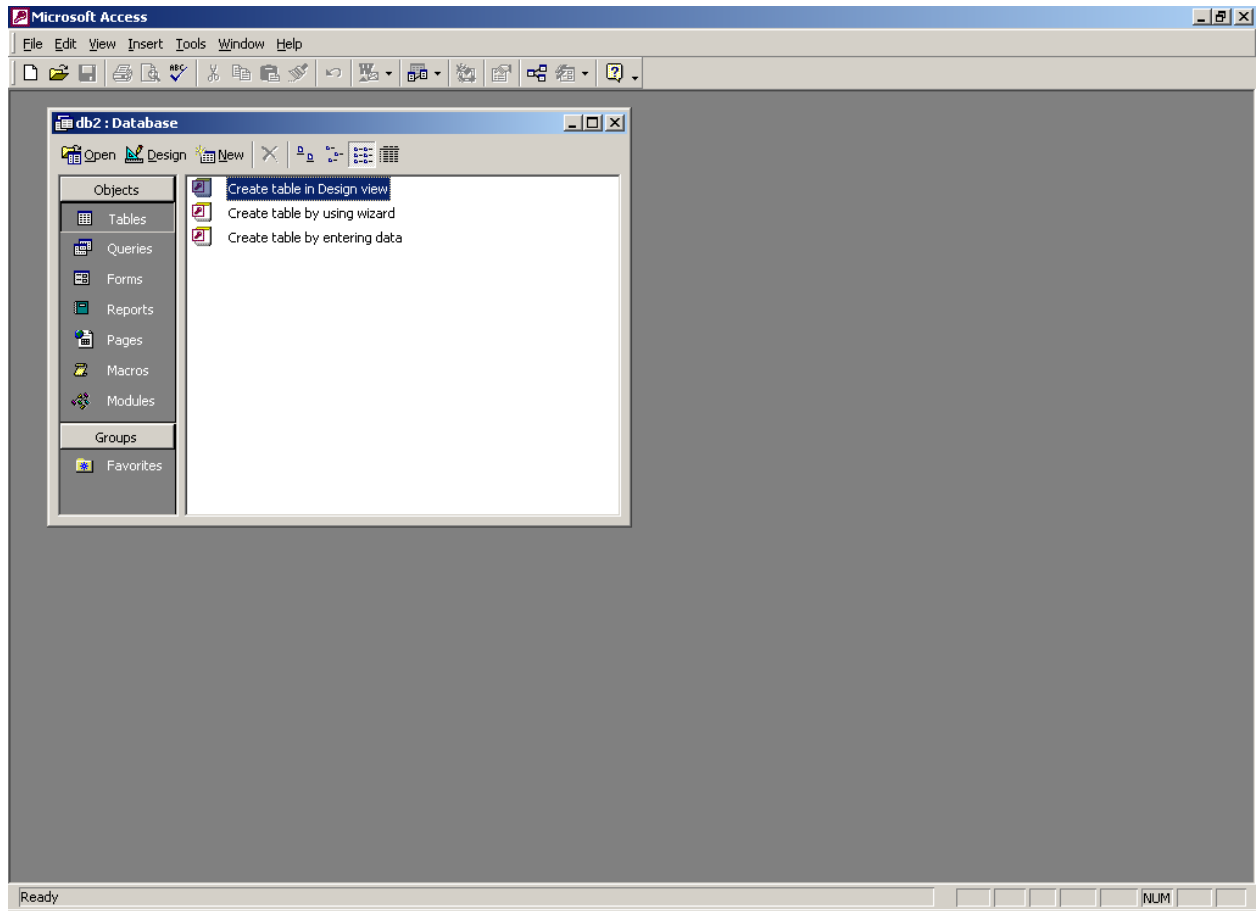 Microsoft Access
File Edit View Insert Tools Window Help
ABC
db2 : Database
Open Design New
Objects
Create table in Design view
Tables
Create table by using wizard
Queries
Create table by entering data
Forms
Reports
Pages
Macros
Modules
Groups
Favorites
Ready
NUM